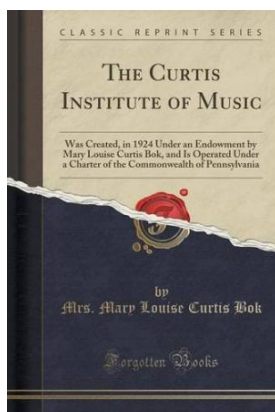 CLASSIC REPRINT SERIES
THE CURTIS
INSTITUTE OF MUSIC
Was Created, in 1924 Under an Endowment by
Mary Louise Curtis Bok, and Is Operated Under
a Charter of the Commonwealth of Pennsylvania
by
Mrs. Mary Louise Curtis Bok
Forgotten Books